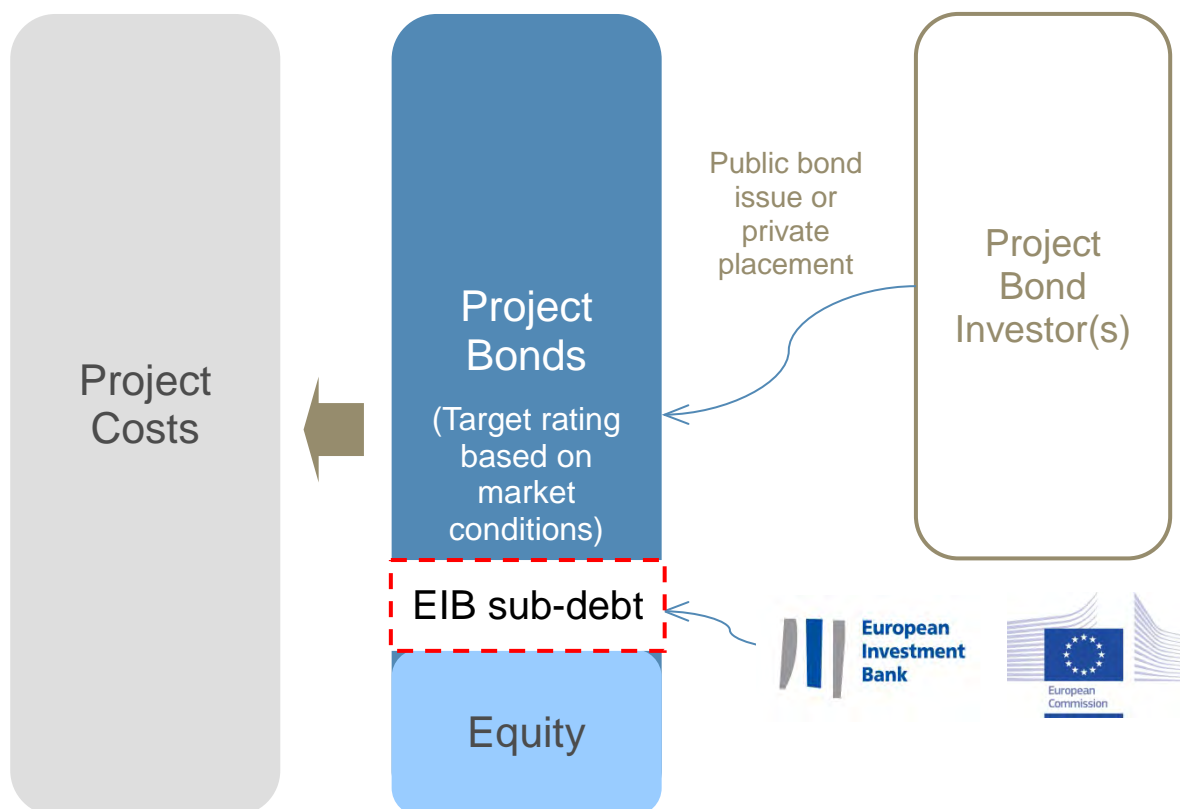 Project
Costs
Project
Bonds
(Target rating
based on
market
conditions)
EIB sub-debt
Equity
Public bond
issue or
private
placement
Project
Bond
Investor(s)
European
Investment
Bank
European
Commission